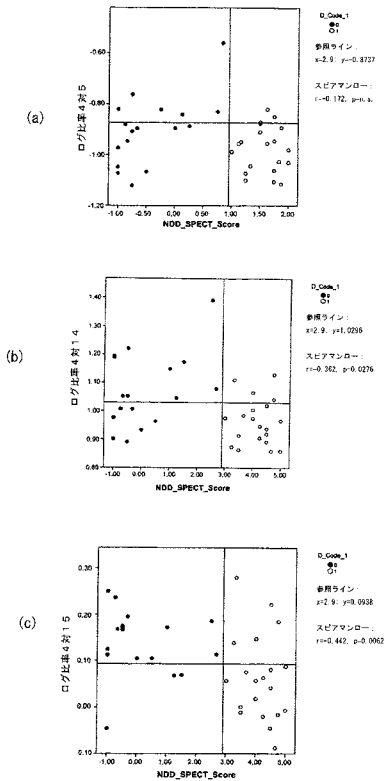 (a)
ログ比率4対5
-0.60
-0.80
-1.00
-1.20
-1.00 -0.50 0.00 0.50 1.00 1.50 2.00
NDD_SPECT_Score
D_Code_1
0
1
参照ライン:
x=2.9; y=-0.8737
スピアマンロー:
r=-0.172, p=n.s.
(b)
ログ比率4対14
1.40
1.30
1.20
1.10
1.00
0.90
0.80
-1.00 0.00 1.00 2.00 3.00 4.00 5.00
NDD_SPECT_Score
D_Code_1
0
1
参照ライン:
x=2.9, y=1.0296
スピアマンロー:
r=-0.362, p=0.0276
(c)
ログ比率4対15
0.30
0.20
0.10
0.00
0.10
-1.00 0.00 1.00 2.00 3.00 4.00 5.00
NDD_SPECT_Score
D_Code_1
0
1
参照ライン:
x=2.9; y=0.0938
スピアマンロー:
r=-0.442, p=0.0062